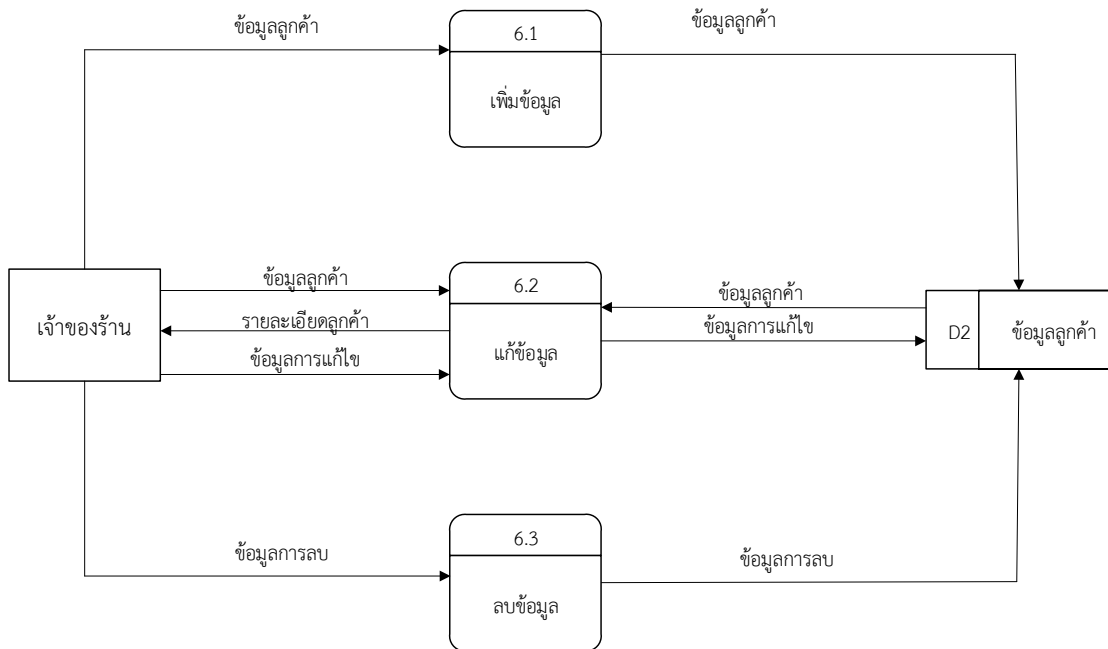 ข้อมูลลูกค้า
6.1
ข้อมูลลูกค้า
เพิ่มข้อมูล
เจ้าของร้าน
ข้อมูลลูกค้า
รายละเอียดลูกค้า
ข้อมูลการแก้ไข
6.2
แก้ข้อมูล
ข้อมูลลูกค้า
ข้อมูลการแก้ไข
D2
ข้อมูลลูกค้า
ข้อมูลการลบ
6.3
ลบข้อมูล
ข้อมูลการลบ